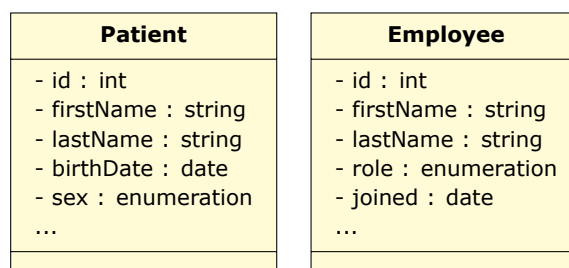 Patient
- id : int
- firstName : string
- lastName : string
- birthDate : date
- sex : enumeration
...
Employee
- id : int
- firstName : string
- lastName : string
- role : enumeration
- joined : date
...